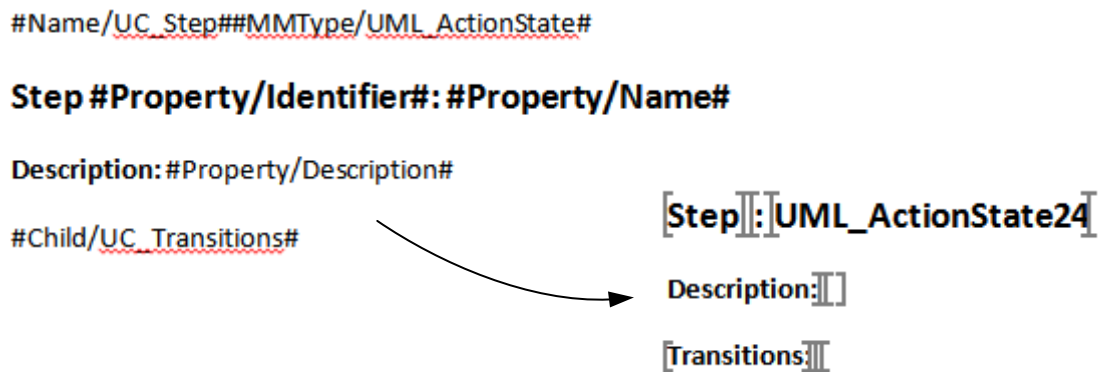 #Name/UC_Step##MMType/UML_ActionState#
Step #Property/Identifier#: #Property/Name#
Description: #Property/Description#
#Child/UC_Transitions#
[Step[]: ]UML_ActionState24]
Description:[[ ]
[Transitions:[[[